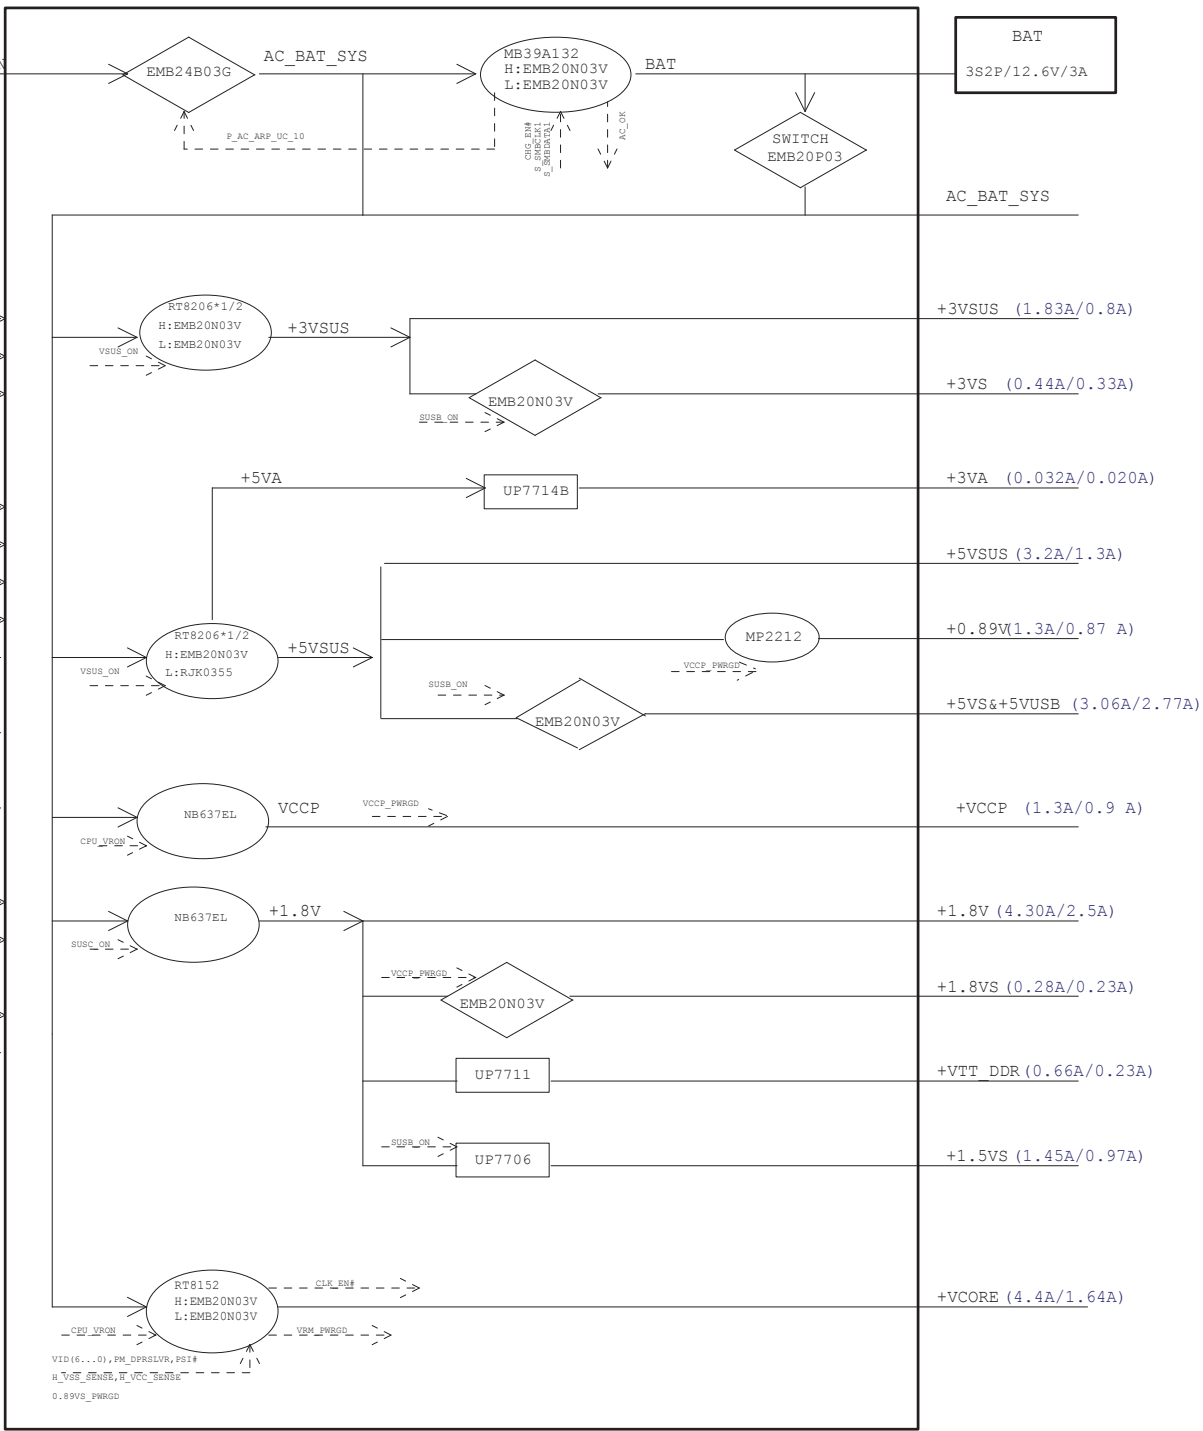 BAT
3S2P/12.6V/3A
EMB24B03G
AC_BAT_SYS
MB39A132
H:EMB20N03V
L:EMB20N03V
BAT
P_AC_ARP_UC_10
CHG_EN#
S_SMBCLK1
S_SMBDATA1
AC_OK
SWITCH
EMB20P03
AC_BAT_SYS
RT8206*1/2
H:EMB20N03V
L:EMB20N03V
VSUS_ON
+3VSUS
+3VSUS (1.83A/0.8A)
EMB20N03V
SUSB_ON
+3VS (0.44A/0.33A)
+5VA
UP7714B
+3VA (0.032A/0.020A)
+5VSUS (3.2A/1.3A)
RT8206*1/2
H:EMB20N03V
L:RJK0355
VSUS_ON
+5VSUS
MP2212
VCCP_PWRGD
+0.89V(1.3A/0.87 A)
SUSB_ON
EMB20N03V
+5VS&+5VUSB (3.06A/2.77A)
NB637EL
CPU_VRON
VCCP
VCCP_PWRGD
+VCCP (1.3A/0.9 A)
NB637EL
SUSC_ON
+1.8V
+1.8V (4.30A/2.5A)
VCCP_PWRGD
EMB20N03V
+1.8VS (0.28A/0.23A)
UP7711
+VTT_DDR (0.66A/0.23A)
SUSB_ON
UP7706
+1.5VS (1.45A/0.97A)
RT8152
H:EMB20N03V
L:EMB20N03V
CLK_EN#
+VCORE (4.4A/1.64A)
CPU_VRON
VRM_PWRGD
VID(6...0),PM_DPRSLVR,PSI#
H_VSS_SENSE,H_VCC_SENSE
0.89VS_PWRGD